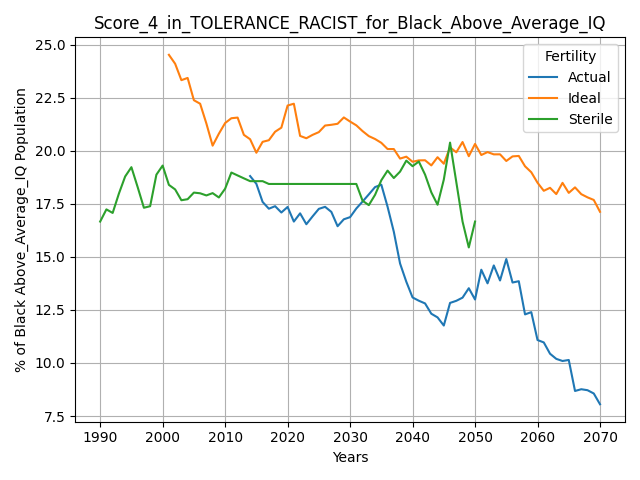 Score_4_in_TOLERANCE_RACIST_for_Black_Above_Average_IQ
Fertility
Actual
Ideal
Sterile
% of Black Above_Average_IQ Population
25.0
22.5
20.0
17.5
15.0
12.5
10.0
7.5
1990 2000 2010 2020 2030 2040 2050 2060 2070
Years